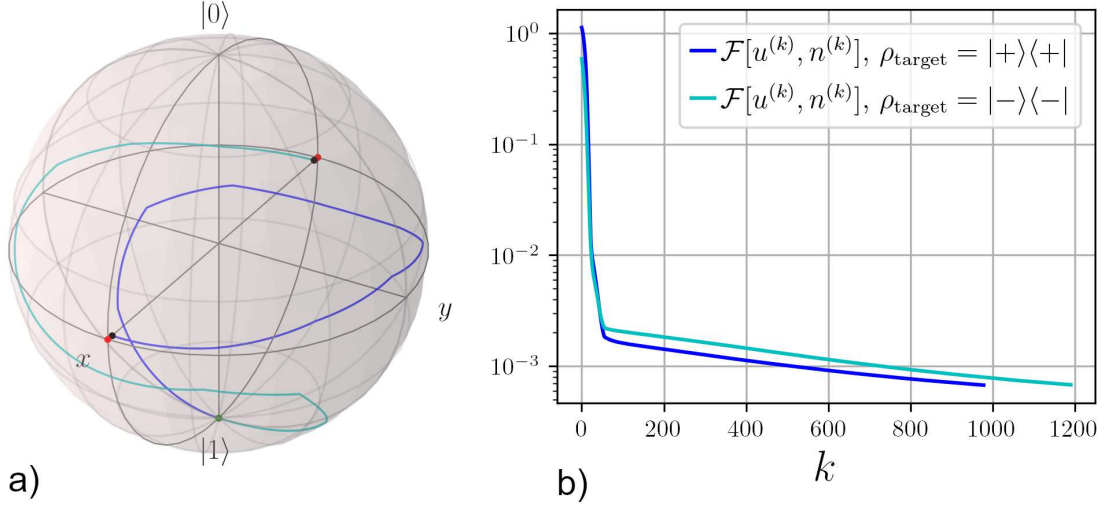 |0⟩
y
x
|1⟩
a)
10⁰
10⁻¹
10⁻²
10⁻³
ℱ[u⁽ᵏ⁾, n⁽ᵏ⁾], ρ_target = |+⟩⟨+|
ℱ[u⁽ᵏ⁾, n⁽ᵏ⁾], ρ_target = |−⟩⟨−|
0 200 400 600 800 1000 1200
k
b)